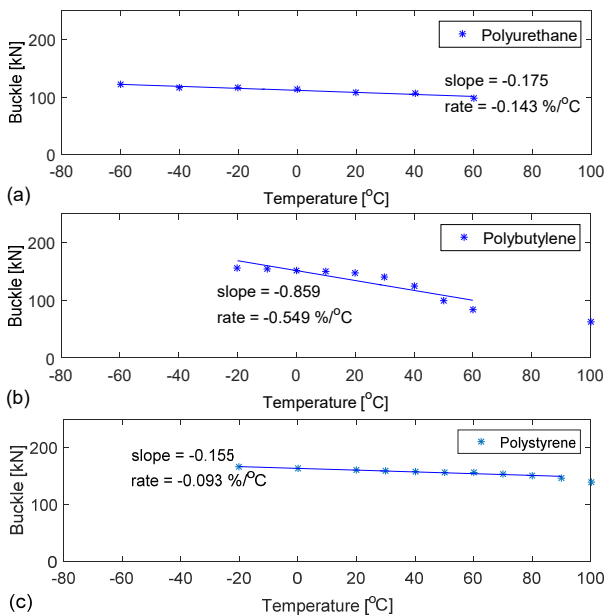 Buckle [kN]
250
200
100
0
Polyurethane
slope = -0.175
rate = -0.143 %/°C
-80 -60 -40 -20 0 20 40 60 80 100
(a)
Temperature [°C]
Buckle [kN]
200
100
0
Polybutylene
slope = -0.859
rate = -0.549 %/°C
-80 -60 -40 -20 0 20 40 60 80 100
(b)
Temperature [°C]
Buckle [kN]
200
100
0
Polystyrene
slope = -0.155
rate = -0.093 %/°C
-80 -60 -40 -20 0 20 40 60 80 100
(c)
Temperature [°C]